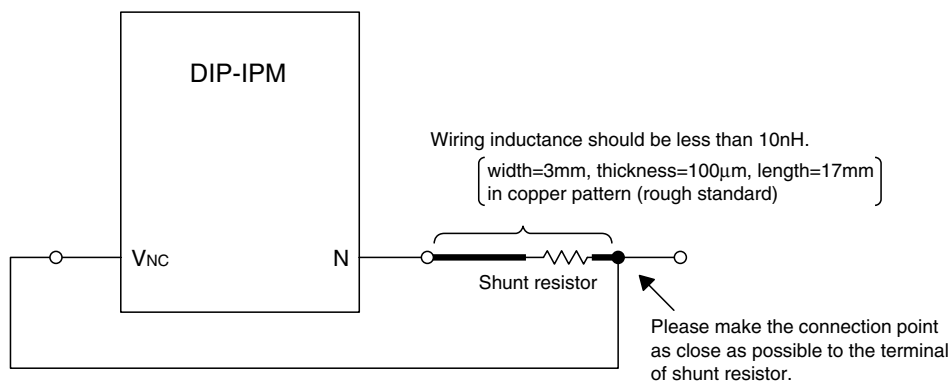 DIP-IPM
Wiring inductance should be less than 10nH.
width=3mm, thickness=100μm, length=17mm
in copper pattern (rough standard)
VNC
N
Shunt resistor
Please make the connection point
as close as possible to the terminal
of shunt resistor.